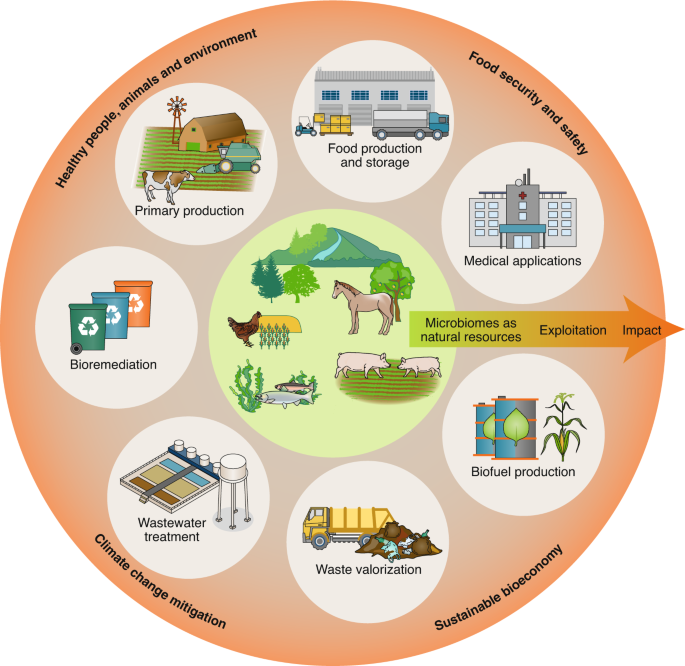 Healthy people, animals and environment
Food security and safety
Food production
and storage
Primary production
Medical applications
Microbiomes as
natural resources
Exploitation
Impact
Bioremediation
Biofuel production
Wastewater
treatment
Waste valorization
Climate change mitigation
Sustainable bioeconomy